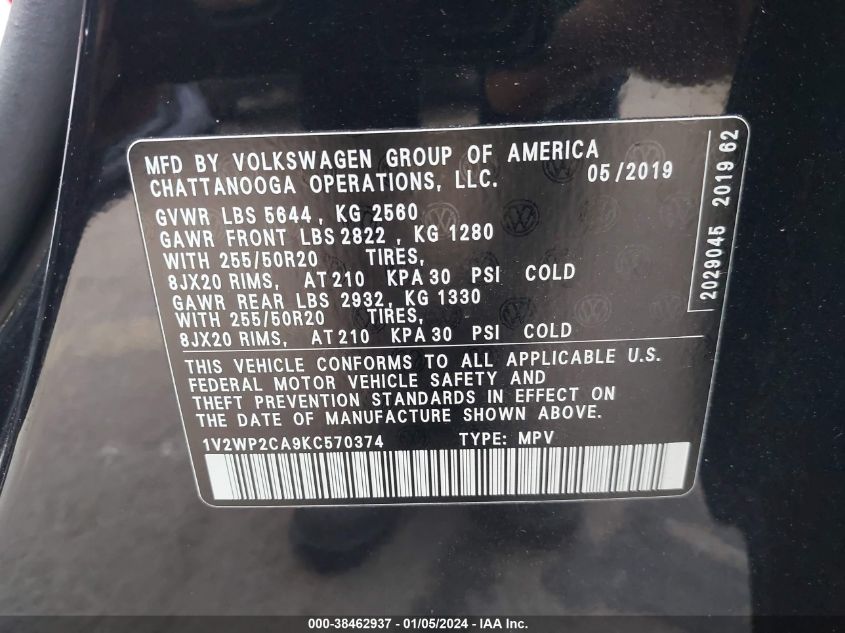 MFD BY VOLKSWAGEN GROUP OF AMERICA
CHATTANOOGA OPERATIONS, LLC. 05/2019
GVWR LBS 5644, KG 2560
GAWR FRONT LBS 2822, KG 1280
WITH 255/50R20 TIRES,
8JX20 RIMS, AT 210 KPA 30 PSI COLD
GAWR REAR LBS 2932, KG 1330
WITH 255/50R20 TIRES,
8JX20 RIMS, AT 210 KPA 30 PSI COLD
THIS VEHICLE CONFORMS TO ALL APPLICABLE U.S.
FEDERAL MOTOR VEHICLE SAFETY AND
THEFT PREVENTION STANDARDS IN EFFECT ON
THE DATE OF MANUFACTURE SHOWN ABOVE.
1V2WP2CA9KC570374 TYPE: MPV
2029045 2019 62
000-38462937 - 01/05/2024 - IAA Inc.